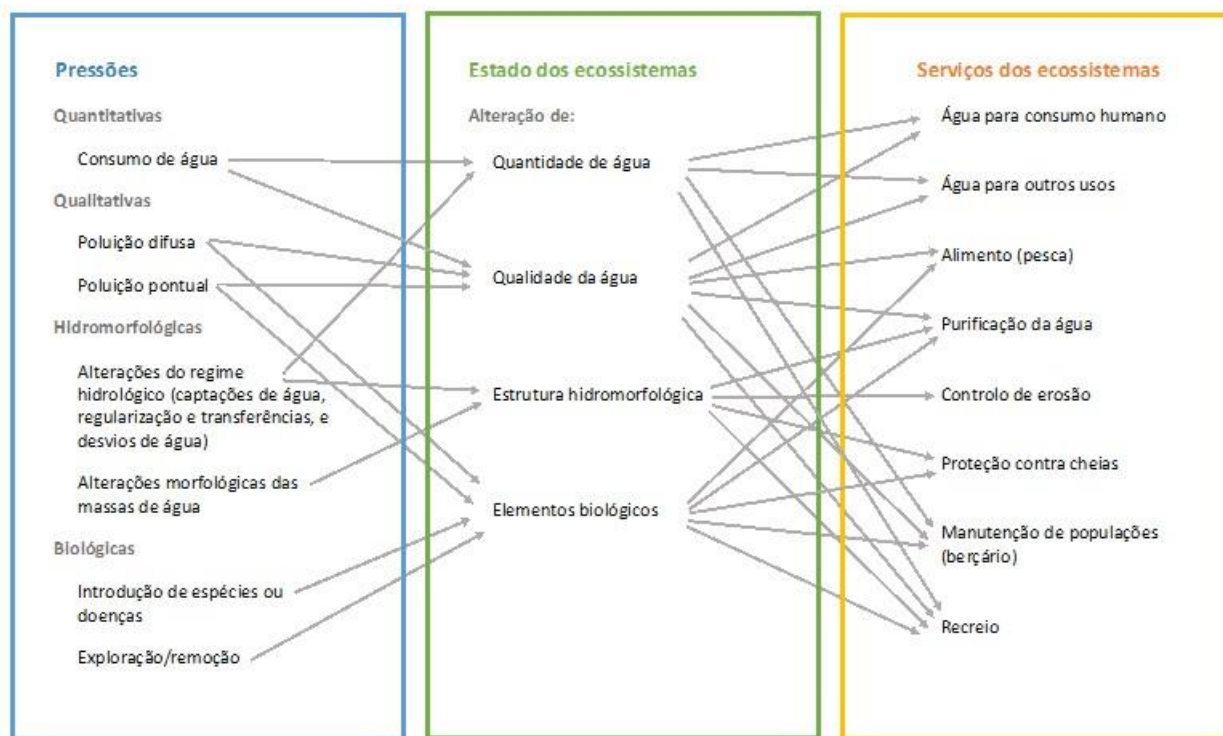 Pressões
Quantitativas
Consumo de água
Qualitativas
Poluição difusa
Poluição pontual
Hidromorfológicas
Alterações do regime
hidrológico (captações de água,
regularização e transferências, e
desvios de água)
Alterações morfológicas das
massas de água
Biológicas
Introdução de espécies ou
doenças
Exploração/remoção
Estado dos ecossistemas
Alteração de:
Quantidade de água
Qualidade da água
Estrutura hidromorfológica
Elementos biológicos
Serviços dos ecossistemas
Água para consumo humano
Água para outros usos
Alimento (pesca)
Purificação da água
Controlo de erosão
Proteção contra cheias
Manutenção de populações
(berçário)
Recreio